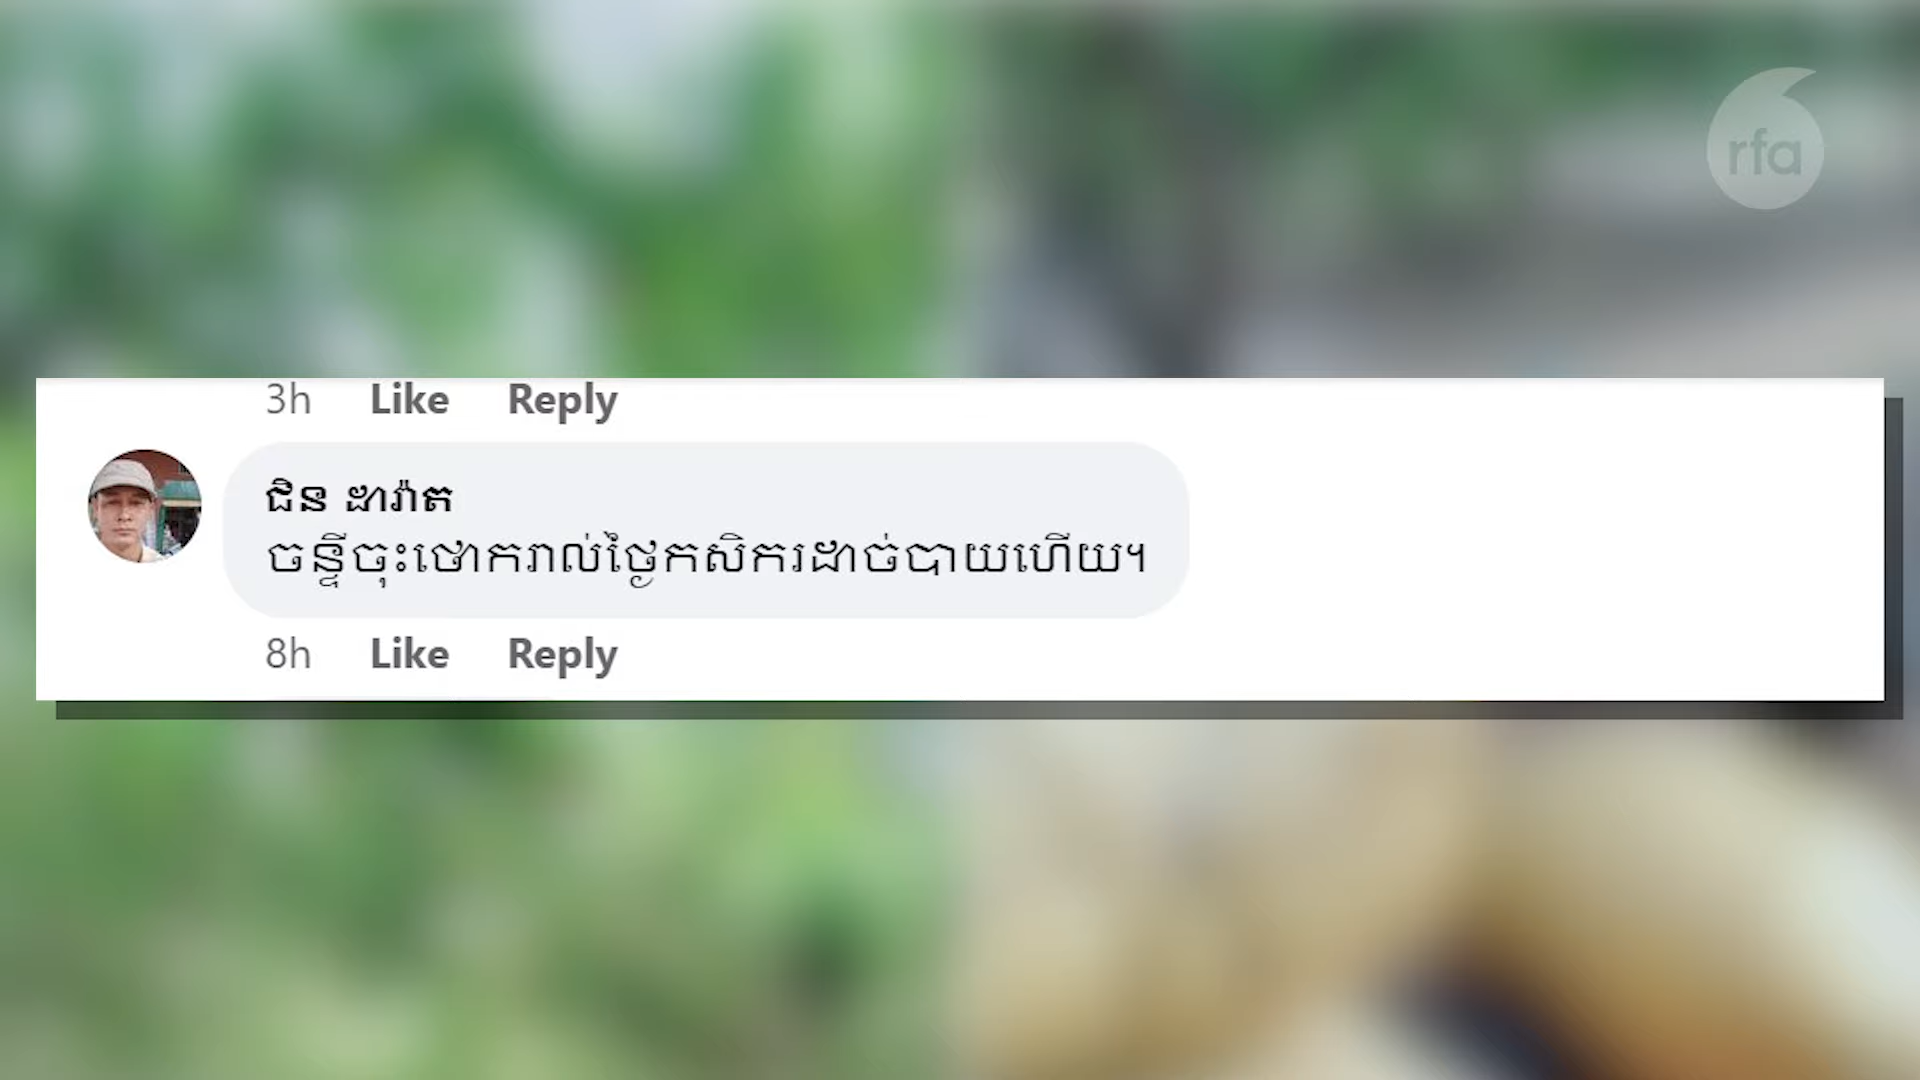 rfa
3h Like Reply
ជិន ដារ៉ាត
ចន្ទីចុះថោករាល់ថ្ងៃកសិករដាច់បាយហើយ។
8h Like Reply